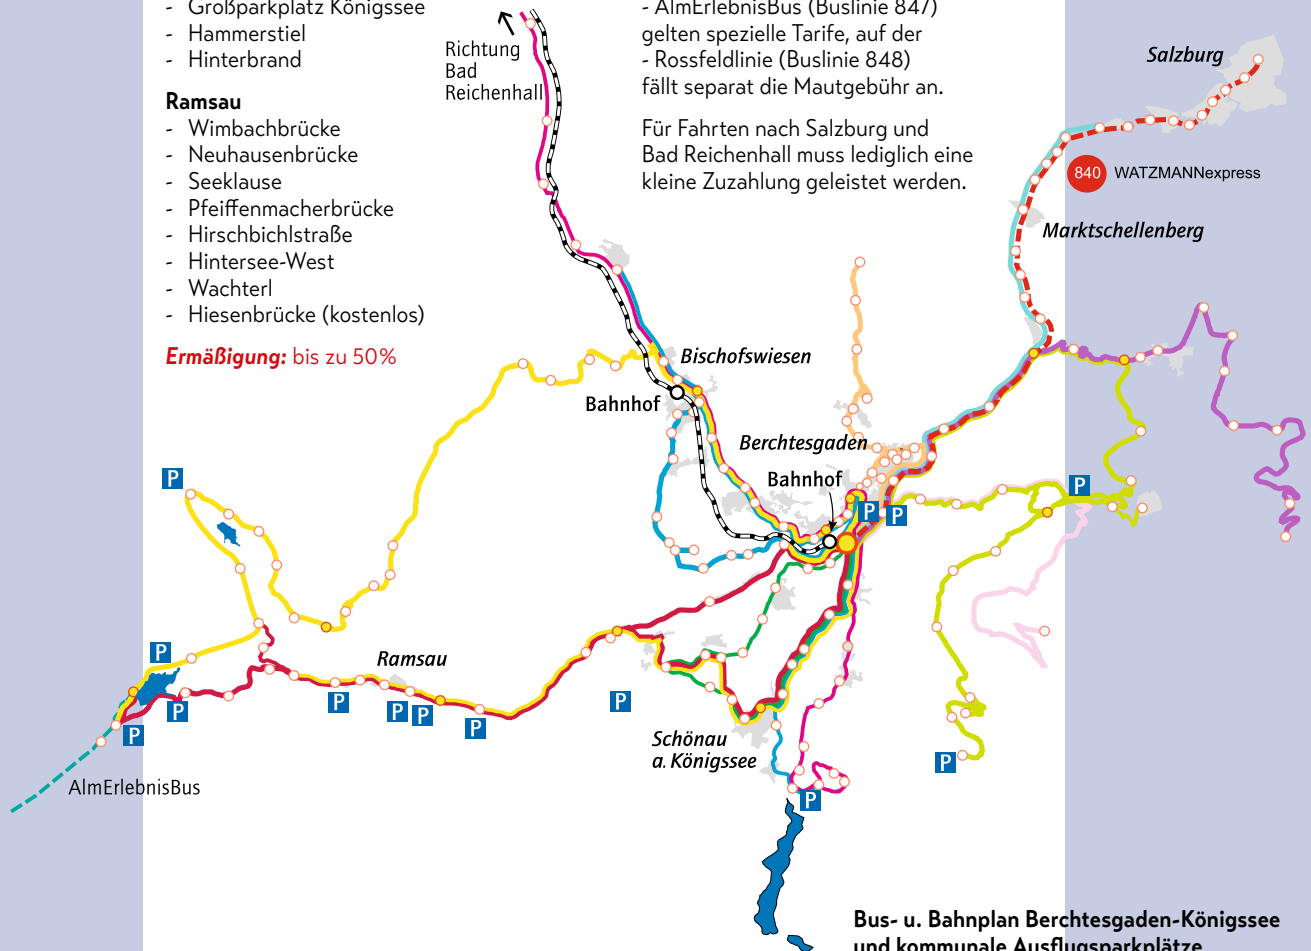 - Großparkplatz Königssee
- Hammerstiel
- Hinterbrand
Ramsau
- Wimbachbrücke
- Neuhausenbrücke
- Seeklause
- Pfeiffenmacherbrücke
- Hirschbichlstraße
- Hintersee-West
- Wachterl
- Hiesenbrücke (kostenlos)
Ermäßigung: bis zu 50%
- AlmErlebnisBus (Buslinie 847)
gelten spezielle Tarife, auf der
- Rossfeldlinie (Buslinie 848)
fällt separat die Mautgebühr an.
Für Fahrten nach Salzburg und
Bad Reichenhall muss lediglich eine
kleine Zuzahlung geleistet werden.
Richtung
Bad
Reichenhall
Salzburg
840 WATZMANNexpress
Marktschellenberg
Bischofswiesen
Bahnhof
Berchtesgaden
Bahnhof
P
P
P
P
P
Ramsau
P
P
P
P
P
P
P
P
Schönau
a. Königssee
P
P
AlmErlebnisBus
Bus- u. Bahnplan Berchtesgaden-Königssee
und kommunale Ausflugsparkplätze